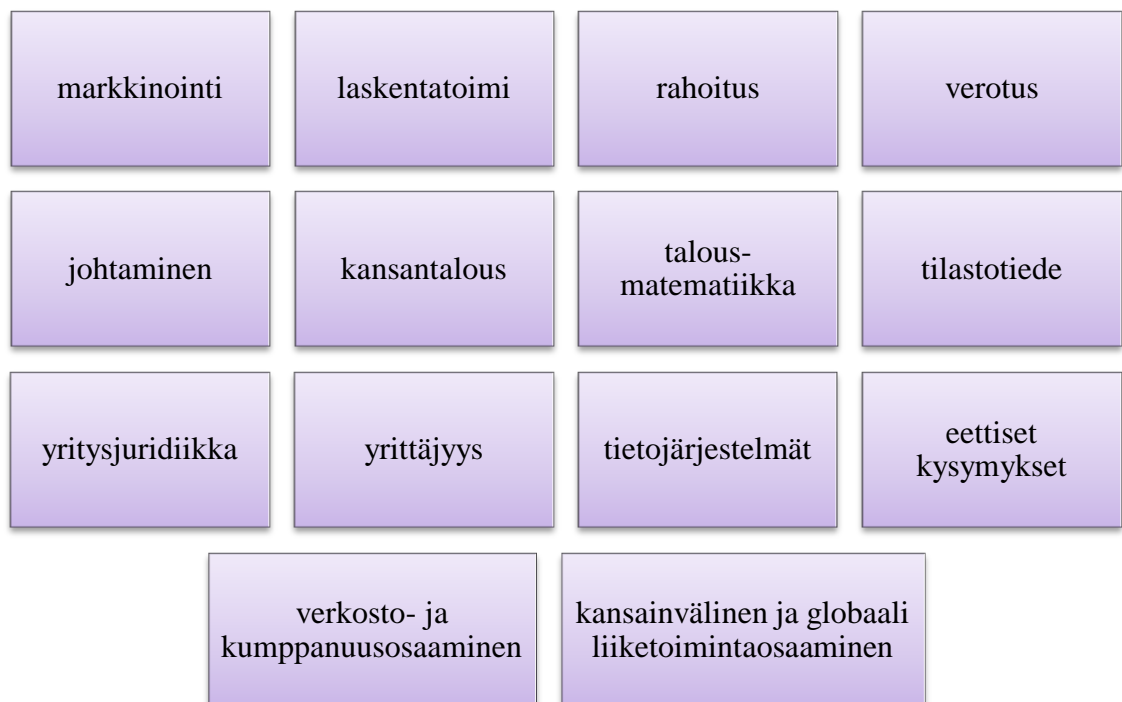 markkinointi
laskentatoimi
rahoitus
verotus
johtaminen
kansantalous
talous-
matematiikka
tilastotiede
yritysjuridiikka
yrittäjyys
tietojärjestelmät
eettiset
kysymykset
verkosto- ja
kumppanuusosaaminen
kansainvälinen ja globaali
liiketoimintaosaaminen